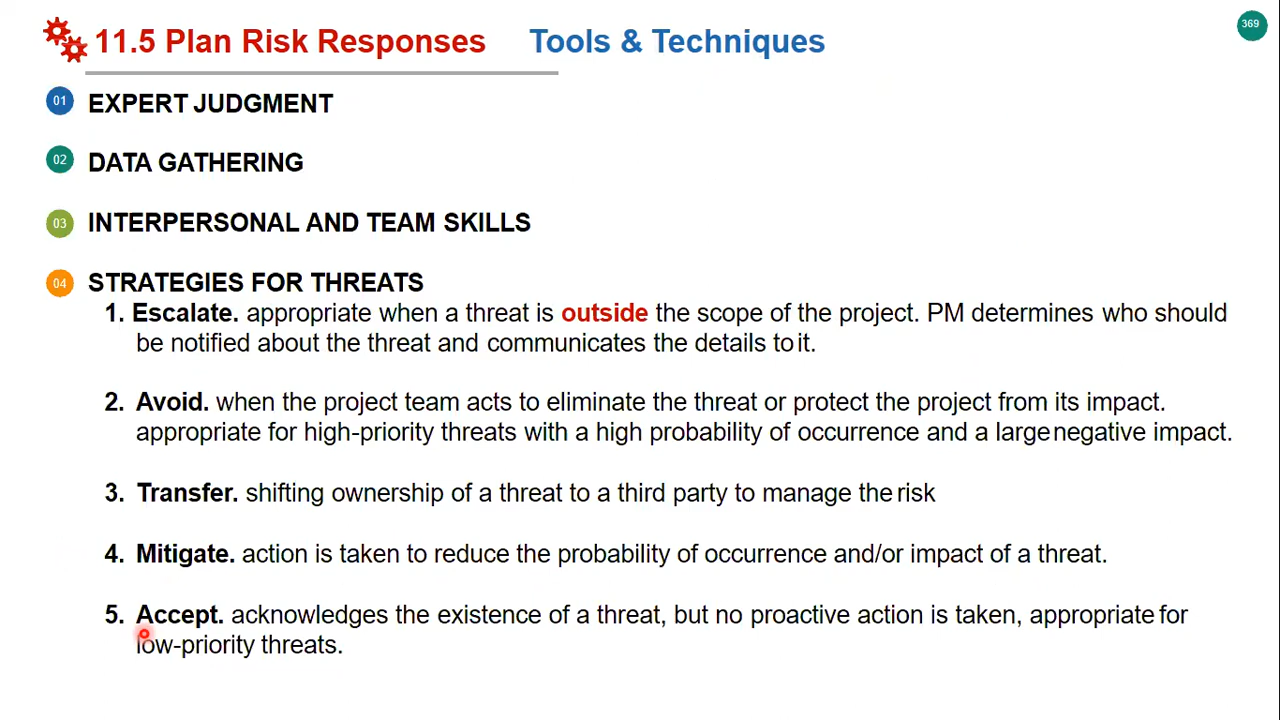 369
11.5 Plan Risk Responses Tools & Techniques
01 EXPERT JUDGMENT
02 DATA GATHERING
03 INTERPERSONAL AND TEAM SKILLS
04 STRATEGIES FOR THREATS
1. Escalate. appropriate when a threat is outside the scope of the project. PM determines who should
be notified about the threat and communicates the details to it.
2. Avoid. when the project team acts to eliminate the threat or protect the project from its impact.
appropriate for high-priority threats with a high probability of occurrence and a large negative impact.
3. Transfer. shifting ownership of a threat to a third party to manage the risk
4. Mitigate. action is taken to reduce the probability of occurrence and/or impact of a threat.
5. Accept. acknowledges the existence of a threat, but no proactive action is taken, appropriate for
low-priority threats.